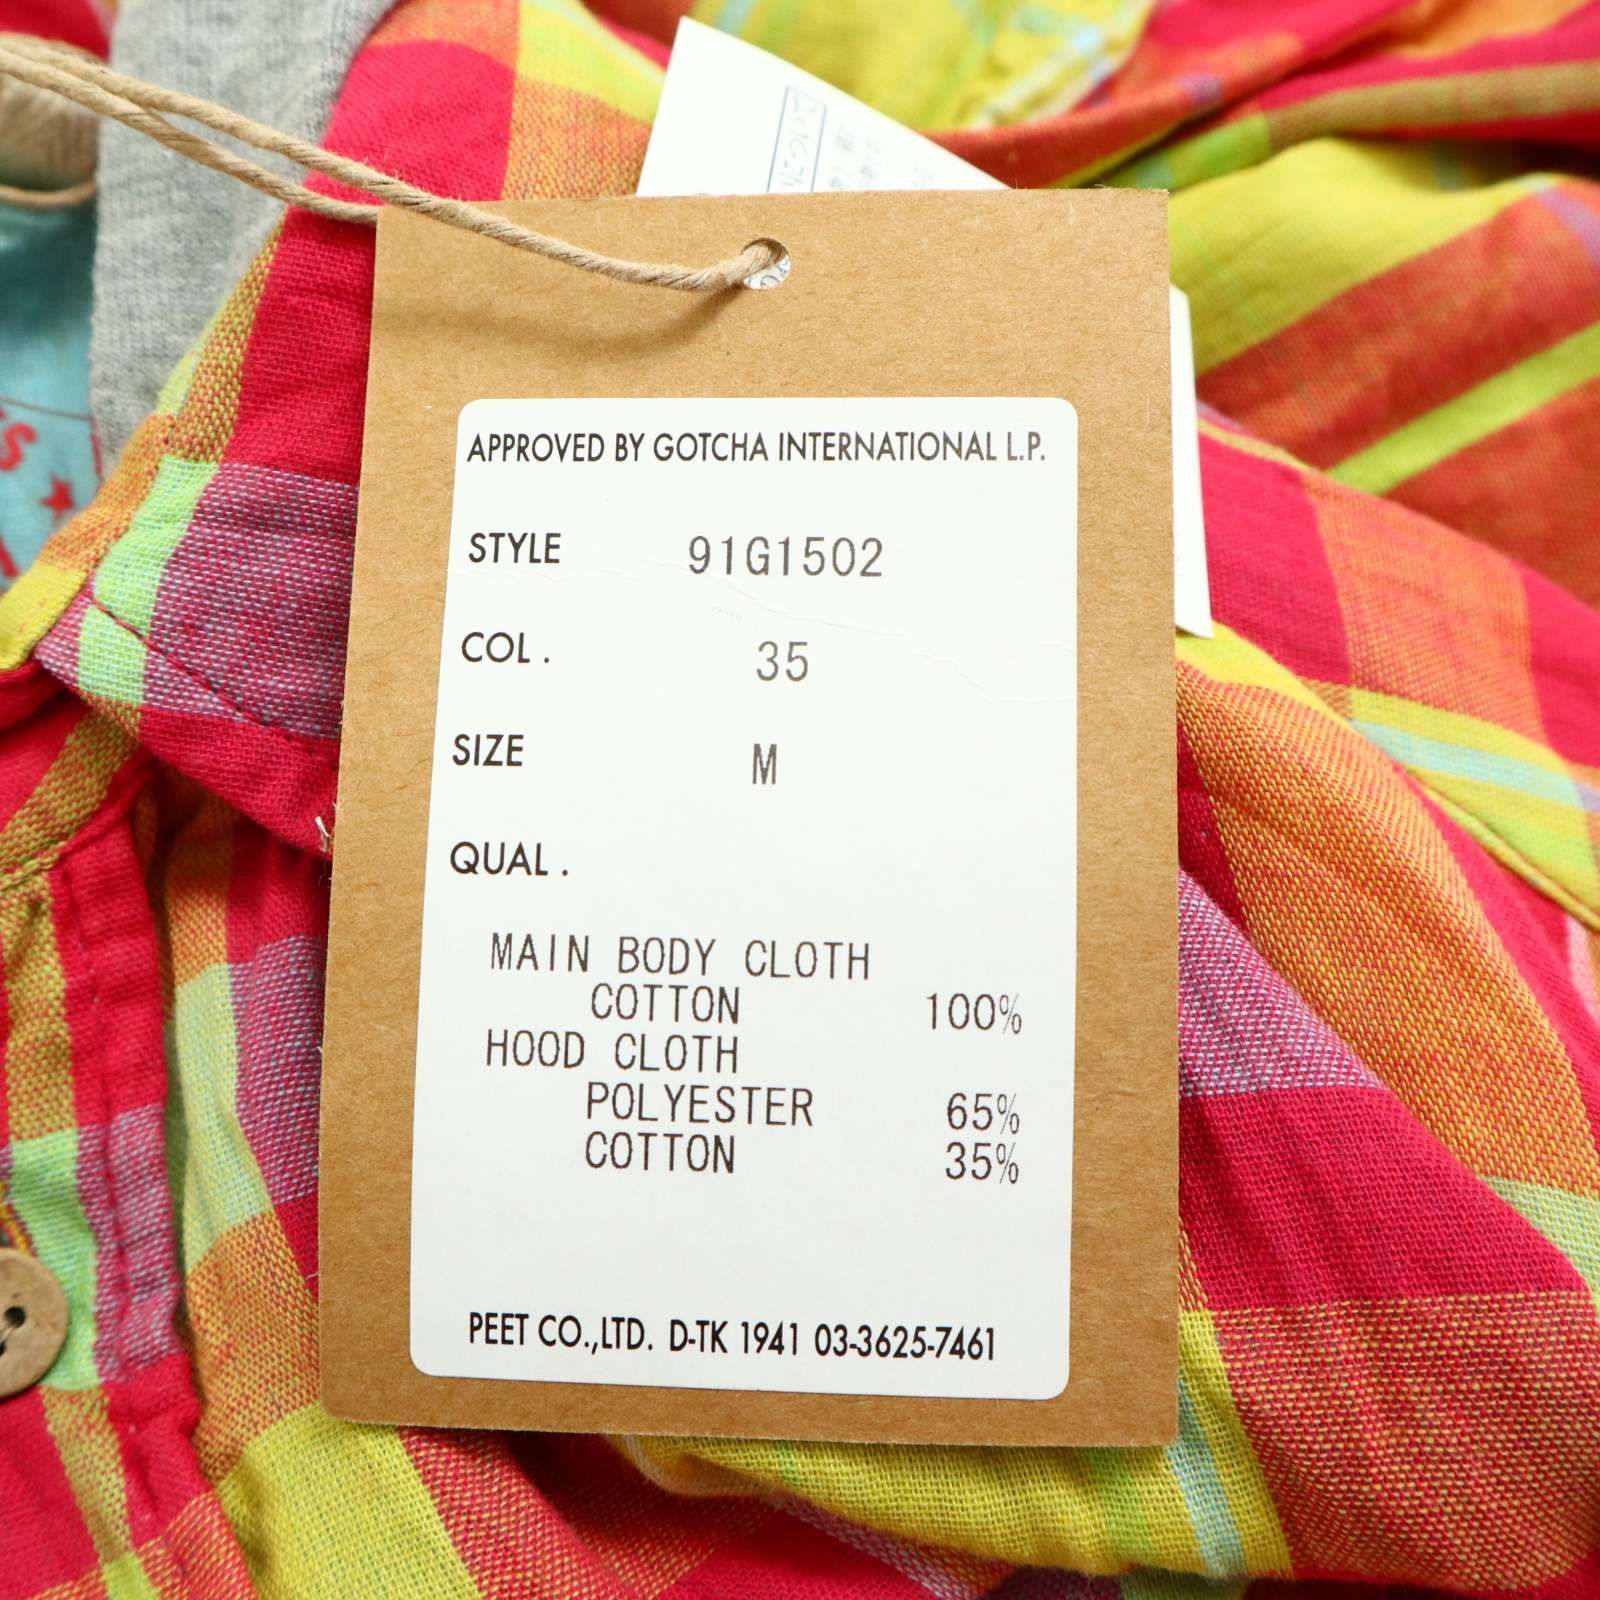 APPROVED BY GOTCHA INTERNATIONAL L.P.
STYLE 91G1502
COL. 35
SIZE M
QUAL.
MAIN BODY CLOTH
COTTON 100%
HOOD CLOTH
POLYESTER 65%
COTTON 35%
PEET CO.,LTD. D-TK 1941 03-3625-7461